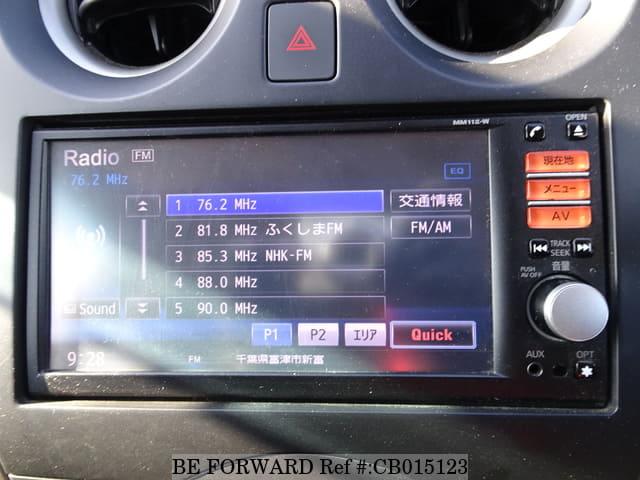 MM112-W
OPEN
Radio FM
76.2 MHz
EQ
1 76.2 MHz
2 81.8 MHz ふくしまFM
3 85.3 MHz NHK-FM
4 88.0 MHz
5 90.0 MHz
交通情報
FM/AM
Sound
P1 P2 エリア Quick
9:28 FM 千葉県富津市新富
現在地
メニュー
AV
TRACK
SEEK
音量
PUSH
AV OFF
AUX
OPT
BE FORWARD Ref #:CB015123